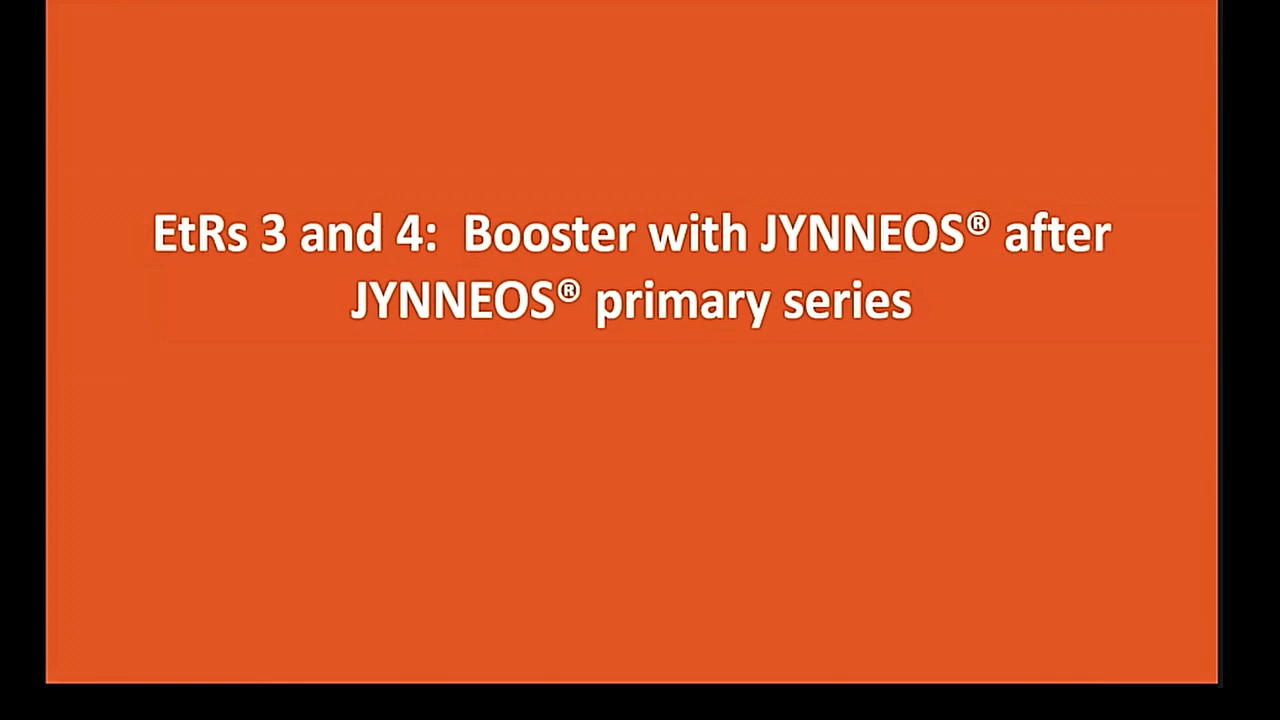 EtRs 3 and 4:  Booster with JYNNEOS® after
JYNNEOS® primary series